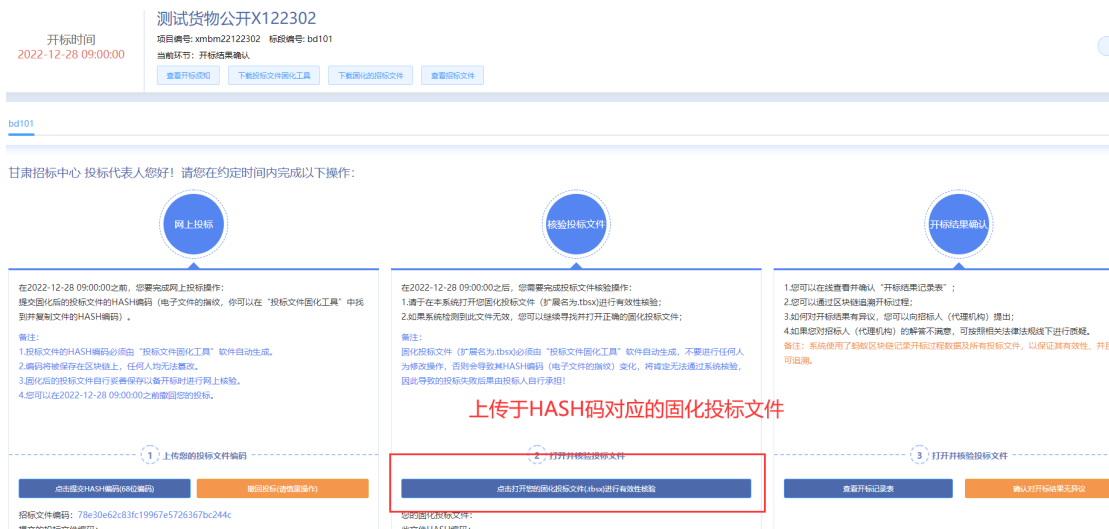 测试货物公开X122302
开标时间
2022-12-28 09:00:00
项目编号: xmbm22122302 标段编号: bd101
当前环节: 开标结果确认
查看开标须知
下载投标文件固化工具
下载固化的招标文件
查看招标文件
bd101
甘肃招标中心 投标代表人您好！请您在约定时间内完成以下操作:
网上投标
在2022-12-28 09:00:00之前，您要完成网上投标操作:
提交固化后的投标文件的HASH编码（电子文件的指纹，你可以在“投标文件固化工具”中找
到并复制文件的HASH编码）。
备注:
1.投标文件的HASH编码必须由“投标文件固化工具”软件自动生成。
2.编码将被保存在区块链上，任何人均无法篡改。
3.固化后的投标文件自行妥善保存以备开标时进行网上核验。
4.您可以在2022-12-28 09:00:00之前撤回您的投标。
1 上传您的投标文件编码
点击提交HASH编码(68位编码)
撤回投标(请慎重操作)
招标文件编码: 78e30e62c83fc19967e5726367bc244c
提交的投标文件编码:
核验投标文件
在2022-12-28 09:00:00之后，您需要完成投标文件核验操作:
1.请于在本系统打开您固化投标文件（扩展名为.tbsx)进行有效性核验;
2.如果系统检测到此文件无效，您可以继续寻找并打开正确的固化投标文件;
备注:
固化投标文件（扩展名为.tbsx)必须由“投标文件固化工具”软件自动生成，不要进行任何人
为修改操作，否则会导致其HASH编码（电子文件的指纹）变化，将肯定无法通过系统核验，
因此导致的投标失败后果由投标人自行承担!
上传于HASH码对应的固化投标文件
2 打开并核验投标文件
点击打开您的固化投标文件(.tbsx)进行有效性核验
您的固化投标文件:
此文件HASH编码:
开标结果确认
1.您可以在线查看并确认“开标结果记录表”;
2.您可以通过区块链追溯开标过程;
3.如何对开标结果有异议，您可以向招标人（代理机构）提出;
4.如果您对招标人（代理机构）的解答不满意，可按照相关法律法规线下进行质疑。
备注: 系统使用了蚂蚁区块链记录开标过程数据及所有投标文件，以保证其有效性、并且
可追溯。
3 打开并核验投标文件
查看开标记录表
确认对开标结果无异议